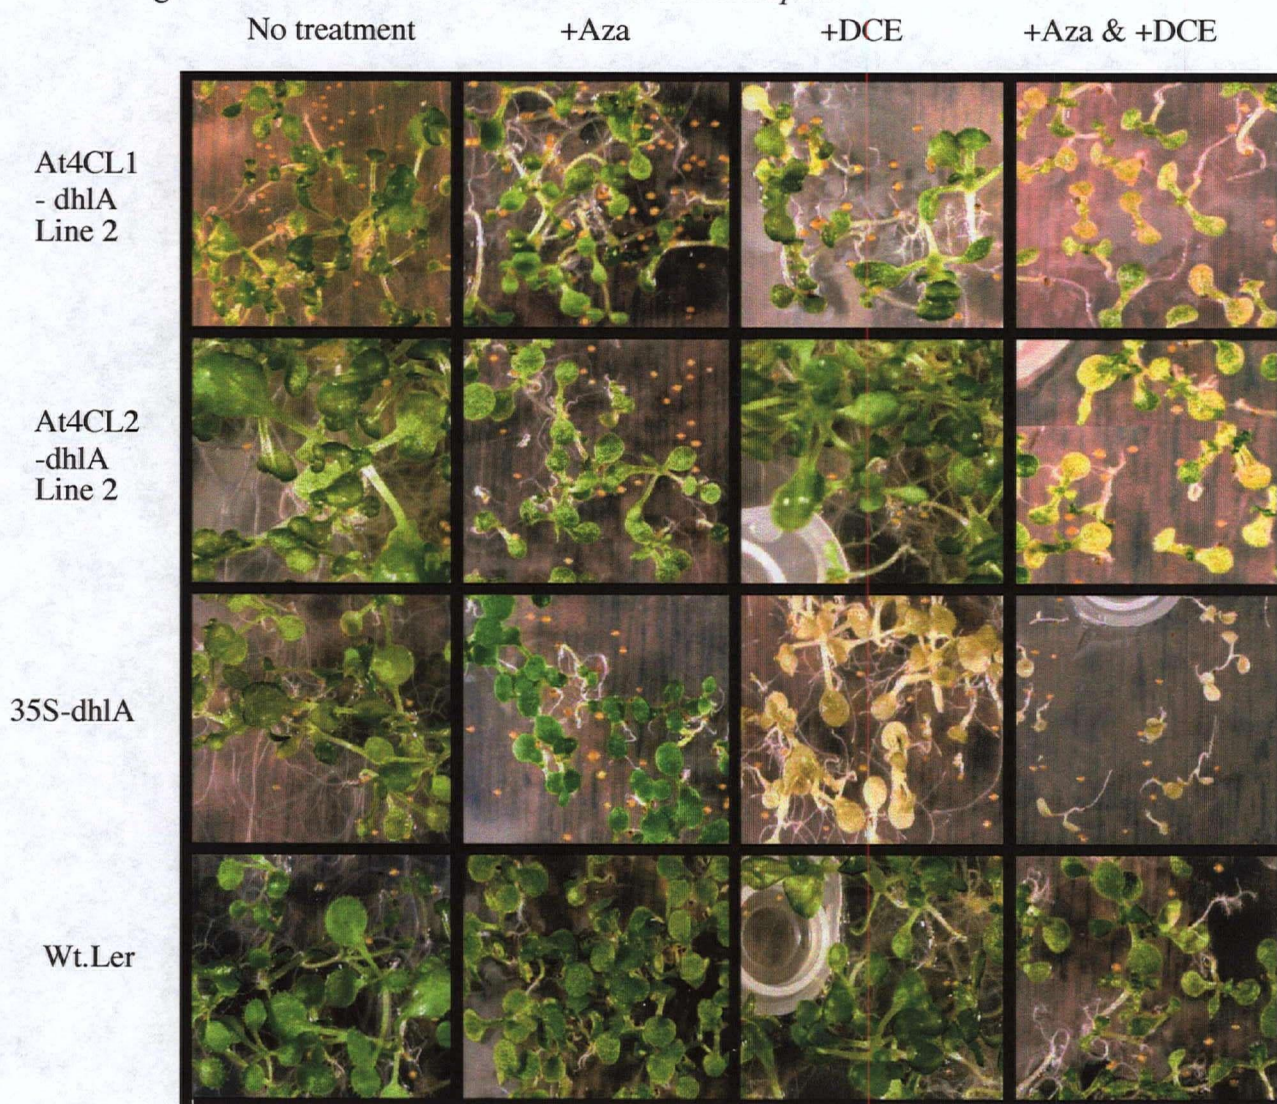 No treatment +Aza +DCE +Aza & +DCE
At4CL1
- dhlA
Line 2
At4CL2
-dhlA
Line 2
35S-dhlA
Wt.Ler